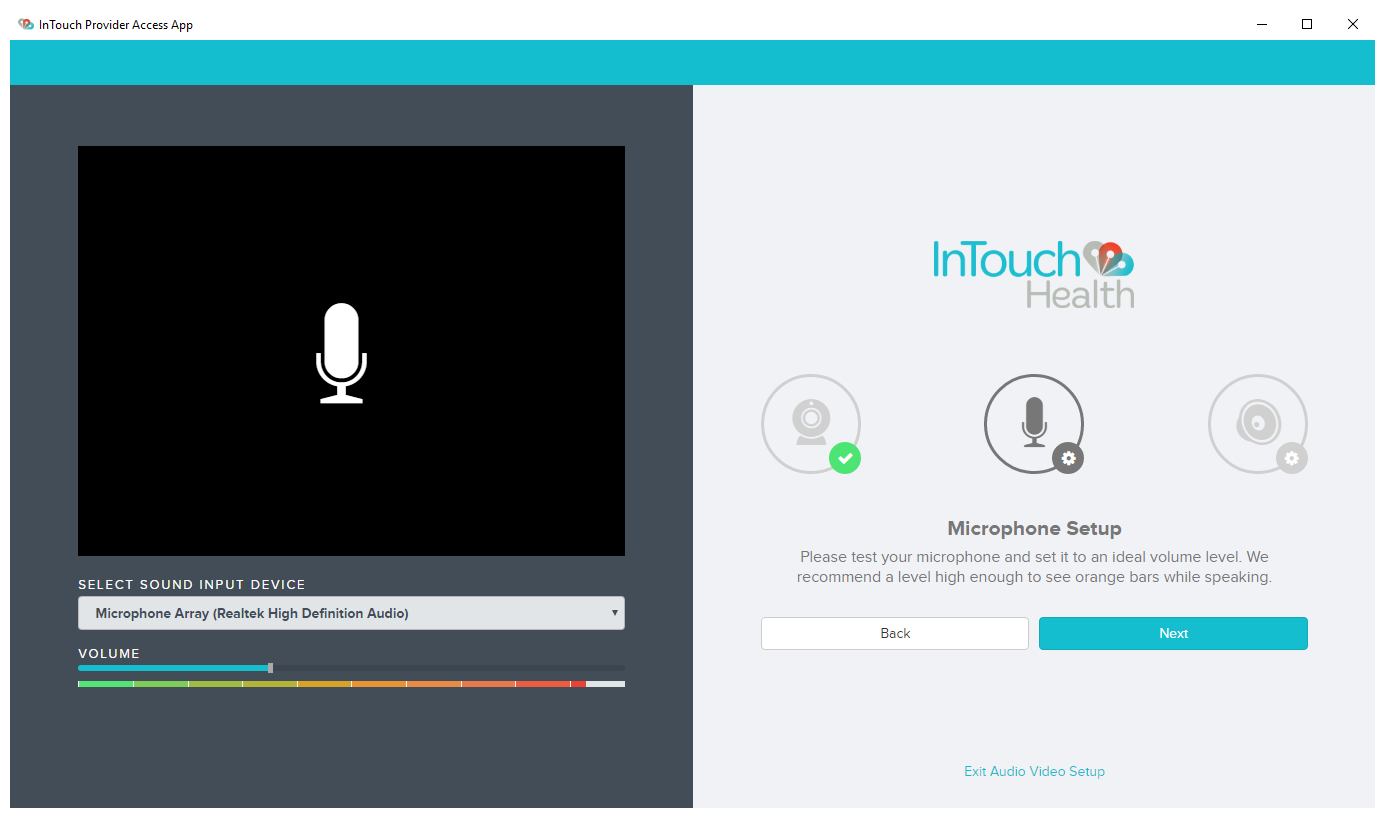 InTouch Provider Access App
SELECT SOUND INPUT DEVICE
Microphone Array (Realtek High Definition Audio)
VOLUME
InTouch
Health
Microphone Setup
Please test your microphone and set it to an ideal volume level. We
recommend a level high enough to see orange bars while speaking.
Back
Next
Exit Audio Video Setup